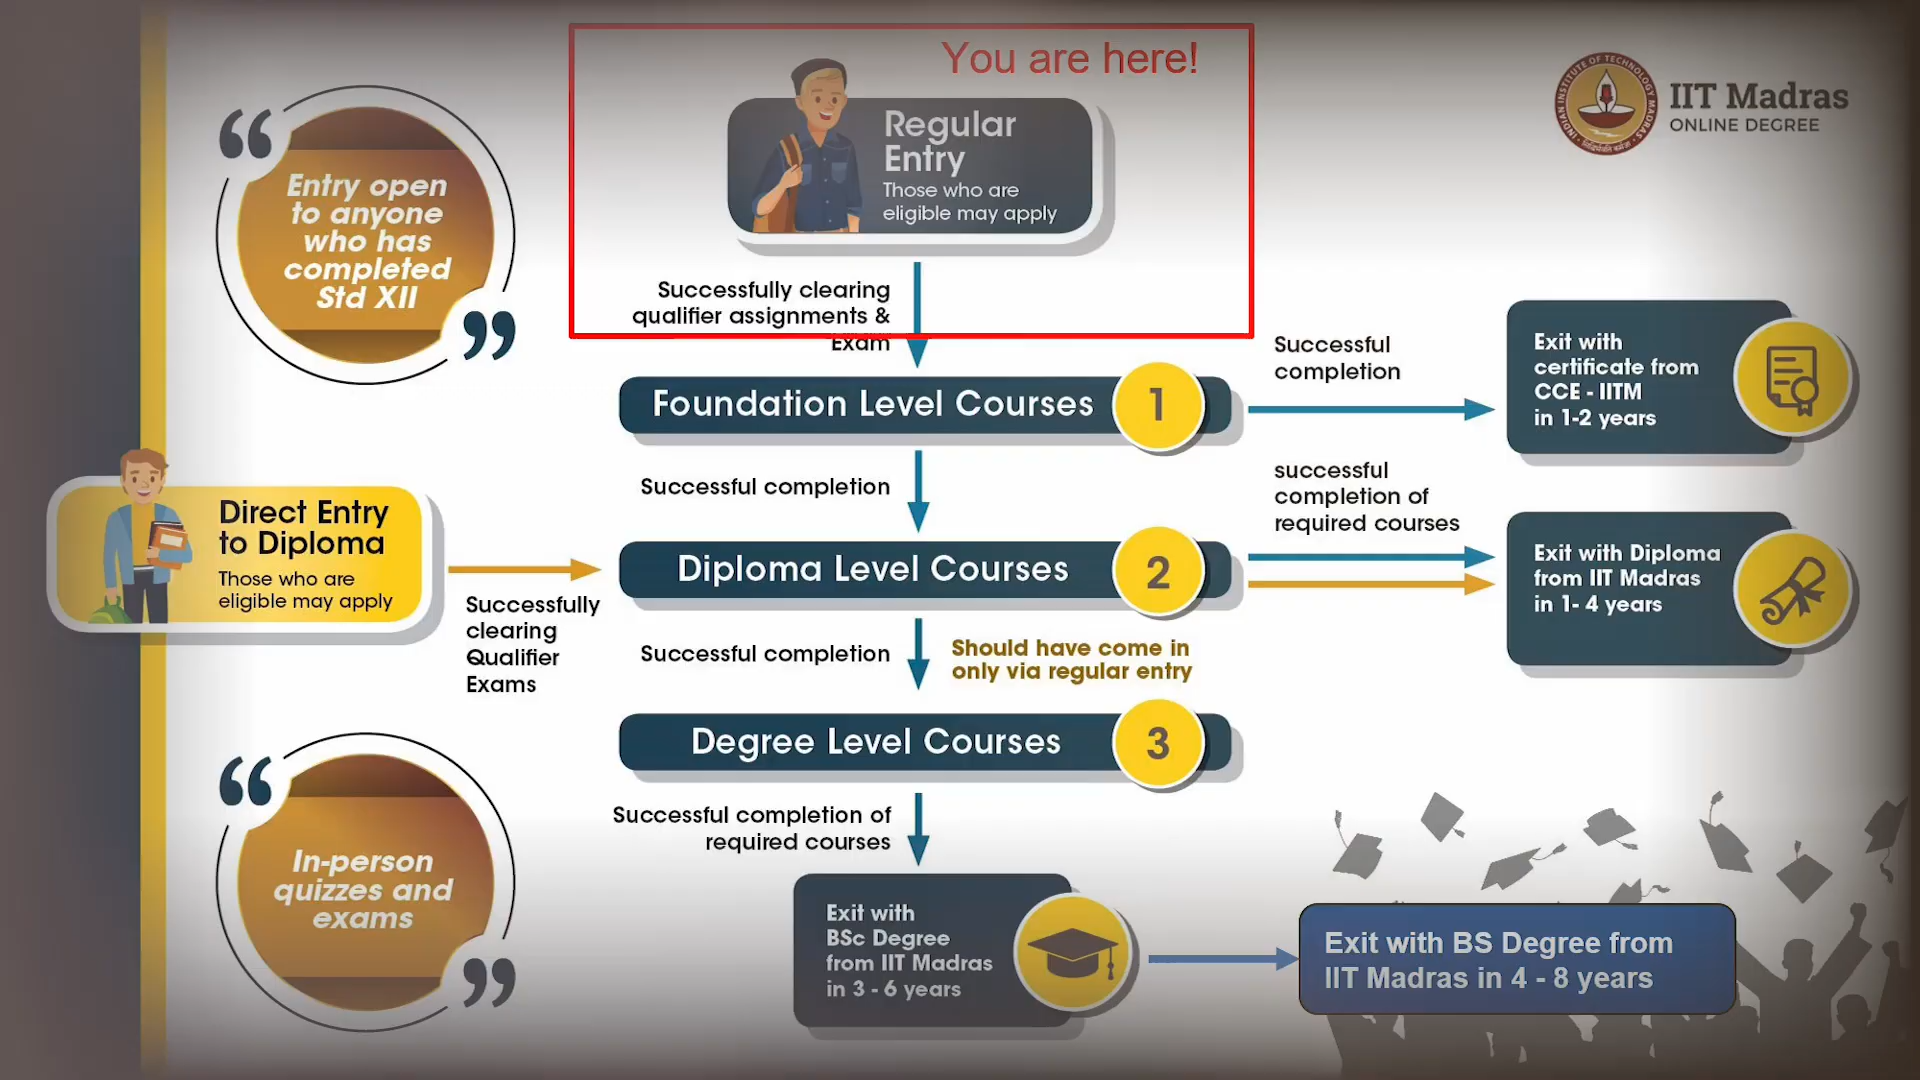 You are here!
Regular
Entry
Those who are
eligible may apply
IIT Madras
ONLINE DEGREE
Entry open
to anyone
who has
completed
Std XII
Successfully clearing
qualifier assignments &
Exam
Foundation Level Courses
1
Successful
completion
Exit with
certificate from
CCE - IITM
in 1-2 years
Successful completion
Direct Entry
to Diploma
Those who are
eligible may apply
Successfully
clearing
Qualifier
Exams
Diploma Level Courses
2
successful
completion of
required courses
Exit with Diploma
from IIT Madras
in 1- 4 years
Successful completion
Should have come in
only via regular entry
Degree Level Courses
3
Successful completion of
required courses
In-person
quizzes and
exams
Exit with
BSc Degree
from IIT Madras
in 3 - 6 years
Exit with BS Degree from
IIT Madras in 4 - 8 years
INDIAN INSTITUTE OF TECHNOLOGY MADRAS